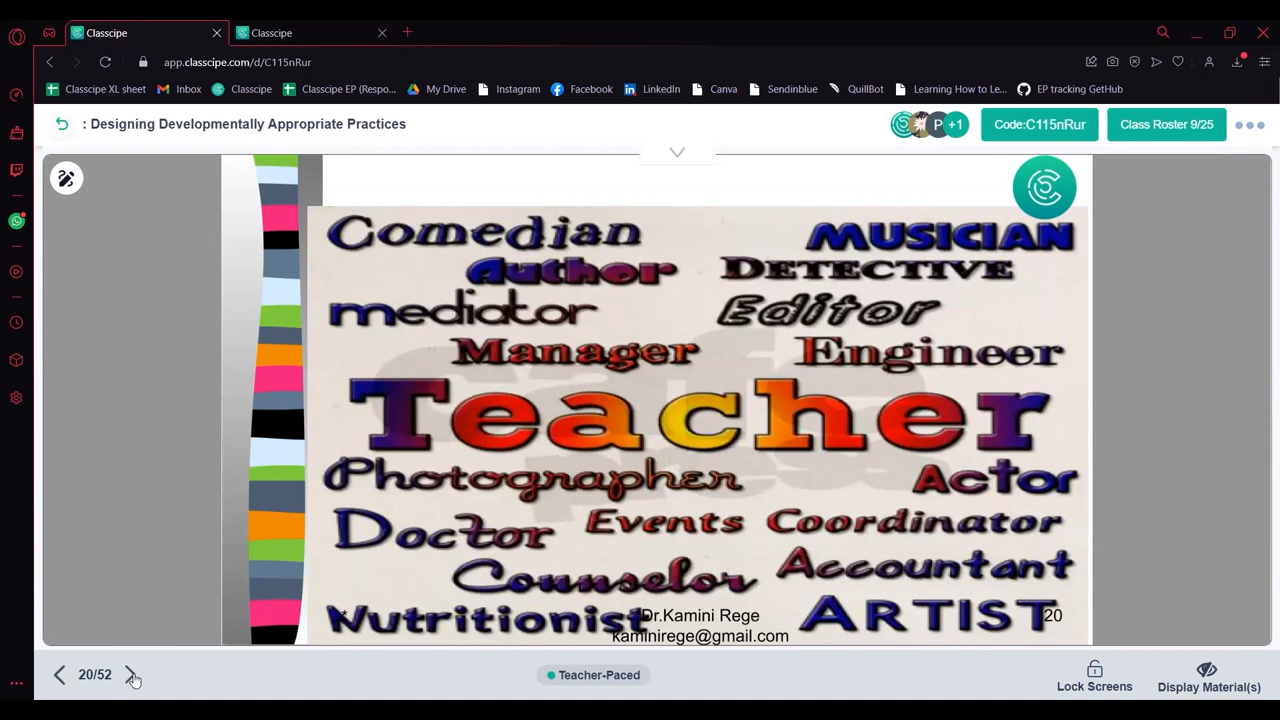 Classcipe
Classcipe
app.classcipe.com/d/C115nRur
Classcipe XL sheet
Inbox
Classcipe
Classcipe EP (Respo...
My Drive
Instagram
Facebook
LinkedIn
Canva
Sendinblue
QuillBot
Learning How to Le...
EP tracking GetHub
: Designing Developmentally Appropriate Practices
P
+1
Code:C115nRur
Class Roster 9/25
Comedian
MUSICIAN
Author
DETECTIVE
mediator
Editor
Manager
Engineer
Teacher
Photographer
Actor
Doctor
Events Coordinator
Counselor
Accountant
*
Nutritionist
Dr.Kamini Rege
kaminirege@gmail.com
ARTIST
20
20/52
Teacher-Paced
Lock Screens
Display Material(s)